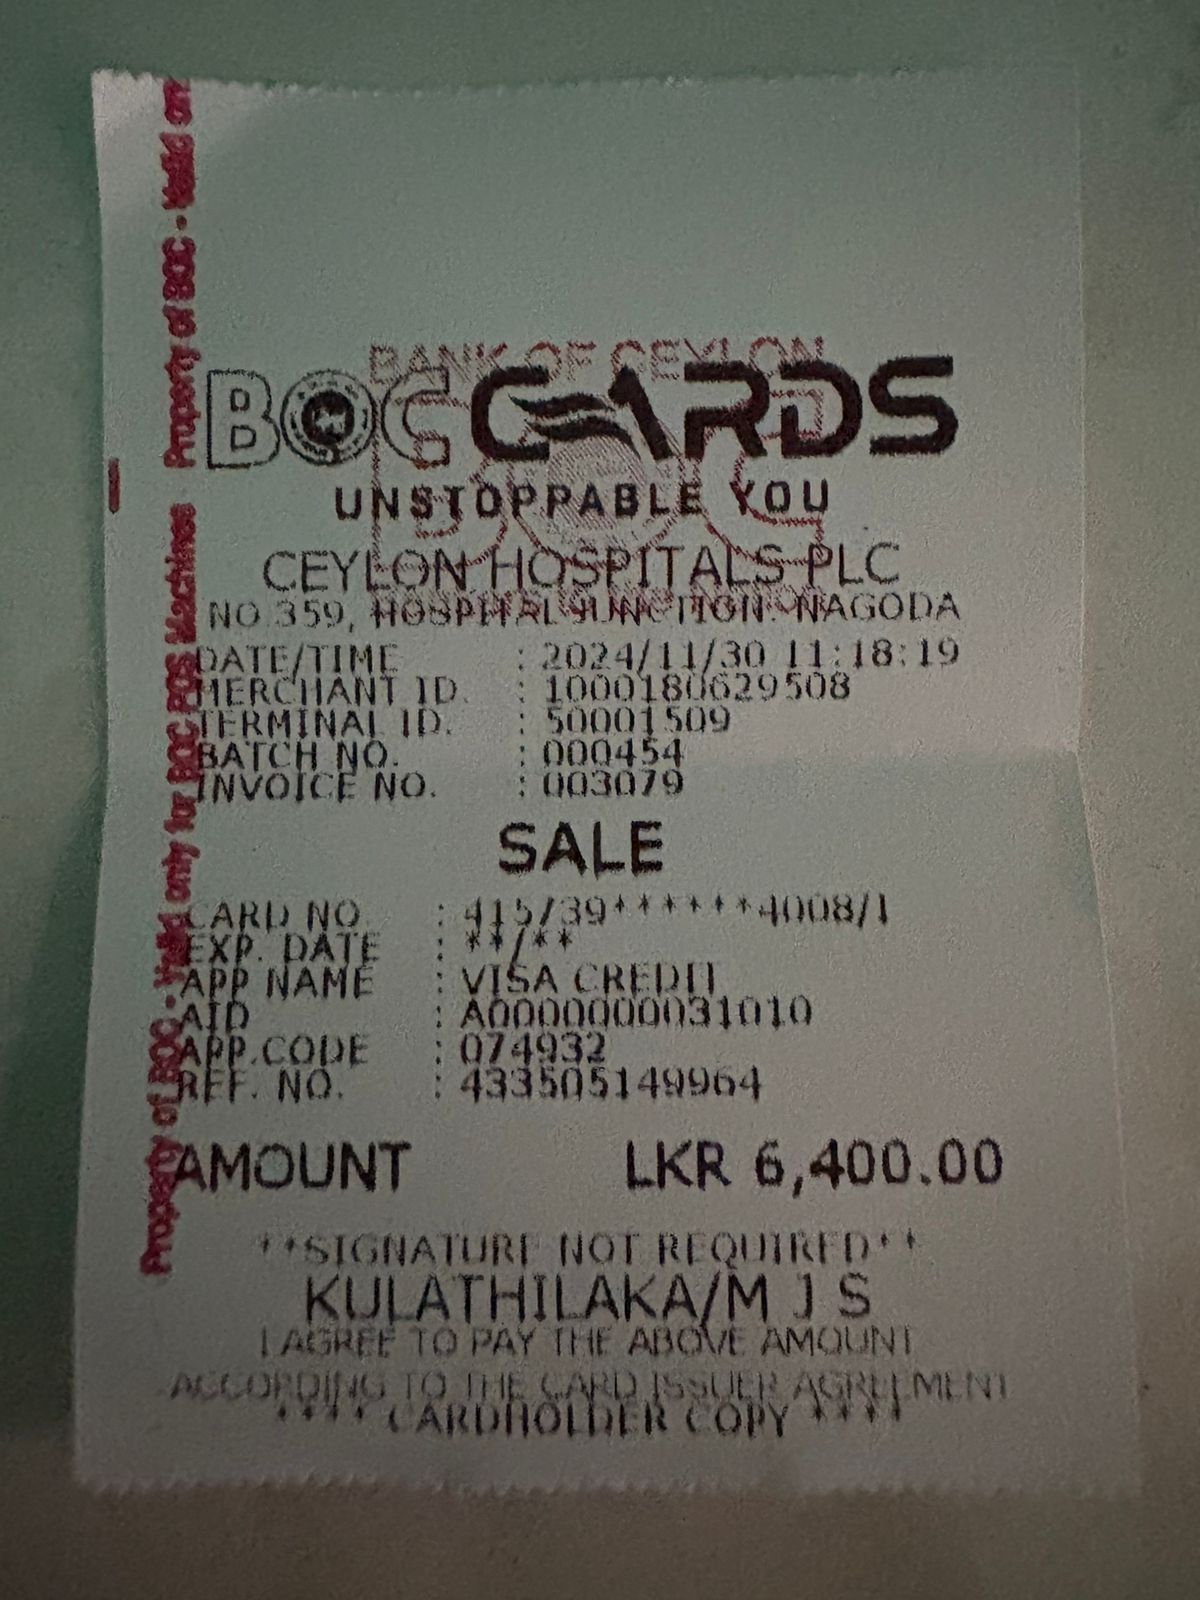 BANK OF CEYLON
BOC CARDS
UNSTOPPABLE YOU
CEYLON HOSPITALS PLC
NO.359, HOSPITAL JUNCTION. NAGODA
DATE/TIME : 2024/11/30 11:18:19
MERCHANT ID. : 1000180629508
TERMINAL ID. : 50001509
BATCH NO. : 000454
INVOICE NO. : 003079
SALE
CARD NO. : 415739******4008/1
EXP. DATE : **/**
APP NAME : VISA CREDIT
AID : A0000000031010
APP.CODE : 074932
REF. NO. : 433505149964
AMOUNT LKR 6,400.00
**SIGNATURE NOT REQUIRED**
KULATHILAKA/M J S
I AGREE TO PAY THE ABOVE AMOUNT
ACCORDING TO THE CARD ISSUER AGREEMENT
**** CARDHOLDER COPY ****
Property of BOC - Valid only for BOC POS Machines Property of BOC - Valid on